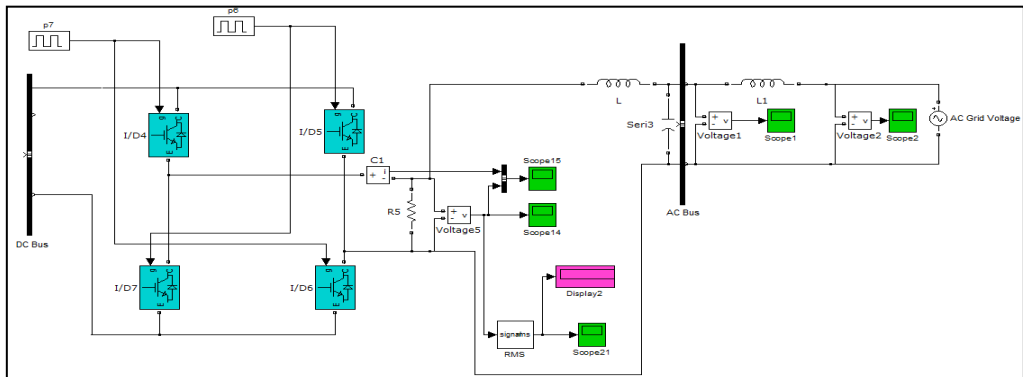 p7
p8
DC Bus
g
C
I/D4
E
g
C
I/D5
E
C1
+
-
i
Scope15
R5
+
-
v
Voltage5
Scope14
g
C
I/D7
E
g
C
I/D6
E
Display2
signal rms
RMS
Scope21
L
Seri3
AC Bus
+
-
v
Voltage1
Scope1
L1
+
-
v
Voltage2
Scope2
+
AC Grid Voltage